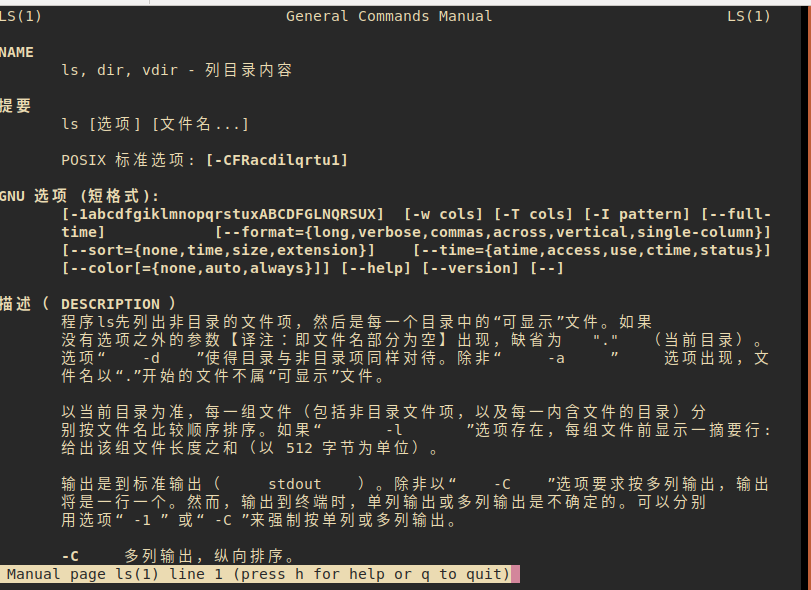 LS(1) General Commands Manual LS(1)
NAME
ls, dir, vdir - 列目录内容
提要
ls [选项] [文件名...]
POSIX 标准选项: [-CFRacdilqrtu1]
GNU 选项 (短格式):
[-1abcdfgiklmnopqrstuxABCDFGLNQRSUX] [-w cols] [-T cols] [-I pattern] [--full-
time] [--format={long,verbose,commas,across,vertical,single-column}]
[--sort={none,time,size,extension}] [--time={atime,access,use,ctime,status}]
[--color[={none,auto,always}]] [--help] [--version] [--]
描述（ DESCRIPTION ）
程序ls先列出非目录的文件项，然后是每一个目录中的“可显示”文件。如果
没有选项之外的参数【译注：即文件名部分为空】出现，缺省为 "." （当前目录）。
选项“ -d ”使得目录与非目录项同样对待。除非“ -a ” 选项出现，文
件名以“.”开始的文件不属“可显示”文件。
以当前目录为准，每一组文件（包括非目录文件项，以及每一内含文件的目录）分
别按文件名比较顺序排序。如果“ -l ”选项存在，每组文件前显示一摘要行:
给出该组文件长度之和（以 512 字节为单位）。
输出是到标准输出（ stdout ）。除非以“ -C ”选项要求按多列输出，输出
将是一行一个。然而，输出到终端时，单列输出或多列输出是不确定的。可以分别
用选项“ -1 ” 或“ -C ”来强制按单列或多列输出。
-C 多列输出，纵向排序。
Manual page ls(1) line 1 (press h for help or q to quit)